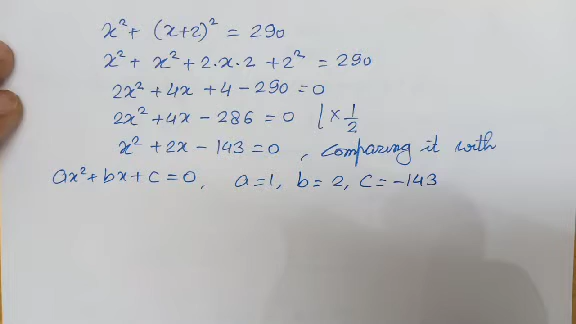 x² + (x+2)² = 290
x² + x² + 2.x.2 + 2² = 290
2x² + 4x + 4 - 290 = 0
2x² + 4x - 286 = 0 | × 1/2
x² + 2x - 143 = 0 , comparing it with
ax² + bx + c = 0, a = 1, b = 2, c = -143